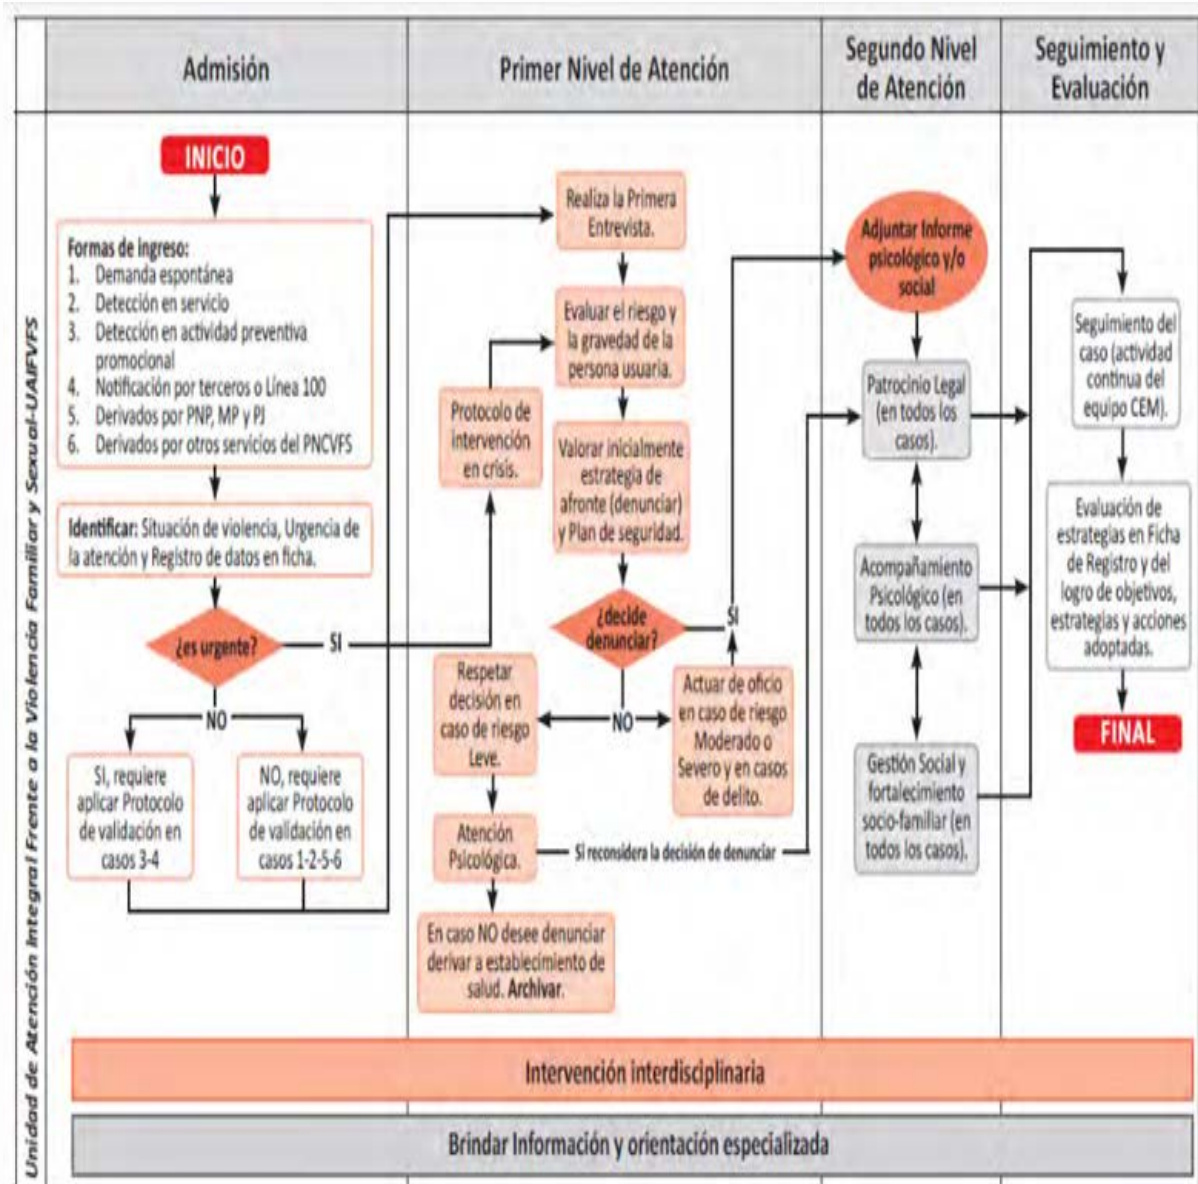 Unidad de Atención Integral Frente a la Violencia Familiar y Sexual-UAIFVFS
Admisión
Primer Nivel de Atención
Segundo Nivel
de Atención
Seguimiento y
Evaluación
INICIO
Formas de ingreso:
1. Demanda espontánea
2. Detección en servicio
3. Detección en actividad preventiva
promocional
4. Notificación por terceros o Línea 100
5. Derivados por PNP, MP y PJ
6. Derivados por otros servicios del PNCVFS
Identificar: Situación de violencia, Urgencia de
la atención y Registro de datos en ficha.
¿es urgente?
SI
NO
SI, requiere
aplicar Protocolo
de validación en
casos 3-4
NO, requiere
aplicar Protocolo
de validación en
casos 1-2-5-6
Realiza la Primera
Entrevista.
Evaluar el riesgo y
la gravedad de la
persona usuaria.
Protocolo de
intervención
en crisis.
Valorar inicialmente
estrategia de
afronte (denunciar)
y Plan de seguridad.
¿decide
denunciar?
SI
NO
Respetar
decisión en
caso de riesgo
Leve.
Actuar de oficio
en caso de riesgo
Moderado o
Severo y en casos
de delito.
Atención
Psicológica.
Si reconsidera la decisión de denunciar
En caso NO desee denunciar
derivar a establecimiento de
salud. Archivar.
Adjuntar Informe
psicológico y/o
social
Patrocinio Legal
(en todos los
casos).
Acompañamiento
Psicológico (en
todos los casos).
Gestión Social y
fortalecimiento
socio-familiar (en
todos los casos).
Seguimiento del
caso (actividad
continua del
equipo CEM).
Evaluación de
estrategias en Ficha
de Registro y del
logro de objetivos,
estrategias y acciones
adoptadas.
FINAL
Intervención interdisciplinaria
Brindar Información y orientación especializada